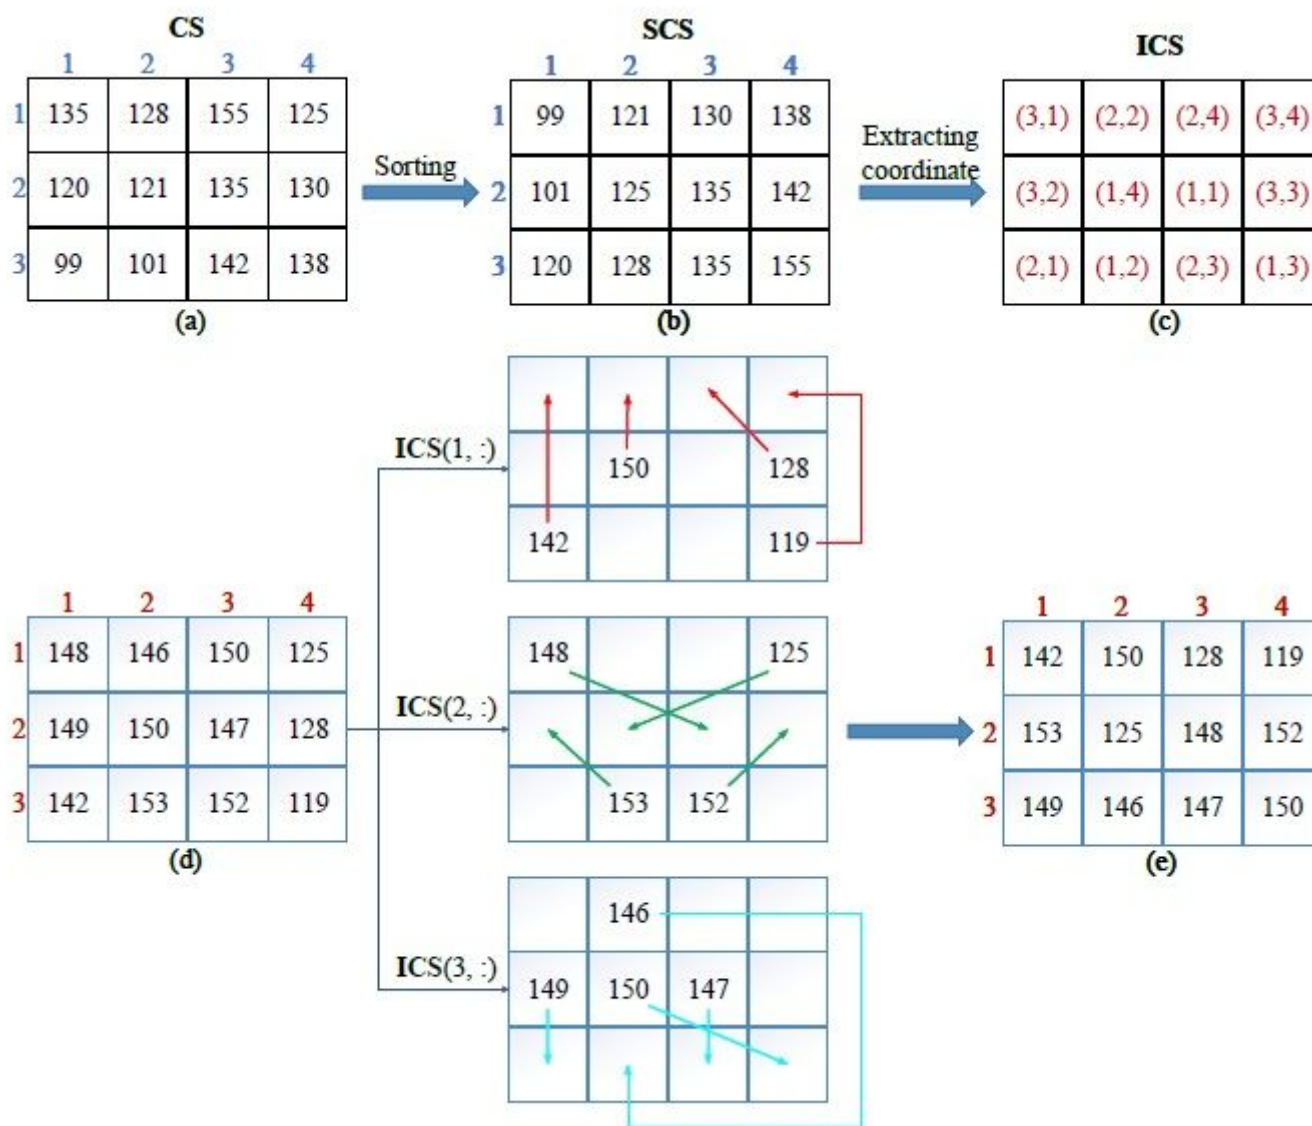 CS
1 2 3 4
1 135 128 155 125
2 120 121 135 130
3 99 101 142 138
(a)
Sorting
SCS
1 2 3 4
1 99 121 130 138
2 101 125 135 142
3 120 128 135 155
(b)
Extracting
coordinate
ICS
(3,1) (2,2) (2,4) (3,4)
(3,2) (1,4) (1,1) (3,3)
(2,1) (1,2) (2,3) (1,3)
(c)
1 2 3 4
1 148 146 150 125
2 149 150 147 128
3 142 153 152 119
(d)
ICS(1, :)
150 128
142 119
ICS(2, :)
148 125
153 152
ICS(3, :)
146
149 150 147
1 2 3 4
1 142 150 128 119
2 153 125 148 152
3 149 146 147 150
(e)